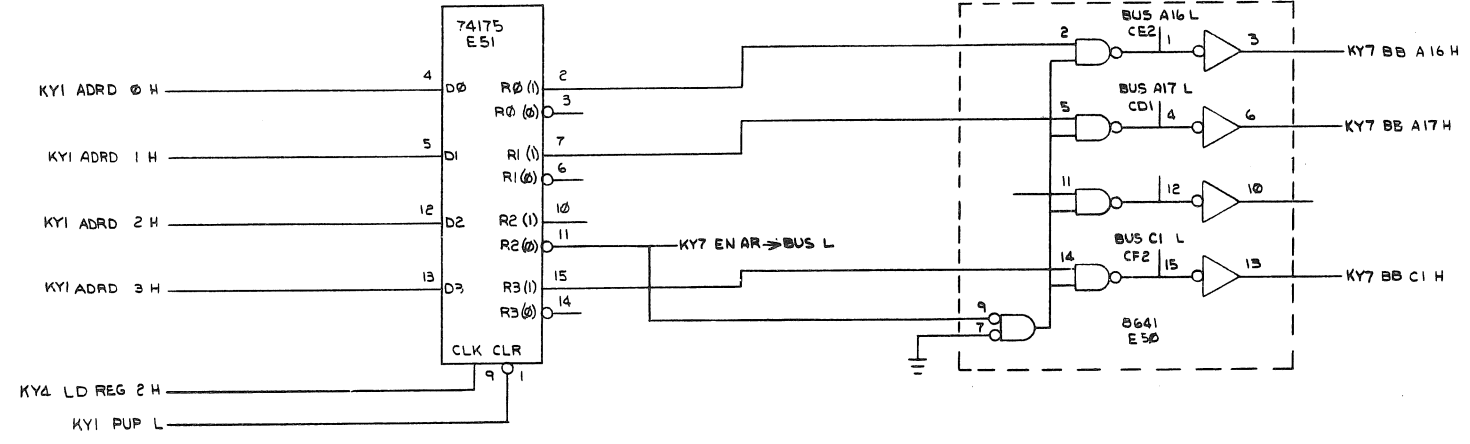 74175
E51
KY1 ADRD Ø H
4
DØ
RØ(1)
2
RØ(Ø)
3
KY1 ADRD 1 H
5
D1
R1(1)
7
R1(Ø)
6
KY1 ADRD 2 H
12
D2
R2(1)
1Ø
R2(Ø)
11
KY7 EN AR→BUS L
KY1 ADRD 3 H
13
D3
R3(1)
15
R3(Ø)
14
CLK CLR
9
1
KY4 LD REG 2 H
KY1 PUP L
BUS A16 L
CE2
2
1
3
KY7 BB A16 H
BUS A17 L
CD1
5
4
6
KY7 BB A17 H
11
12
1Ø
BUS C1 L
CF2
14
15
13
KY7 BB C1 H
9
7
8641
E5Ø